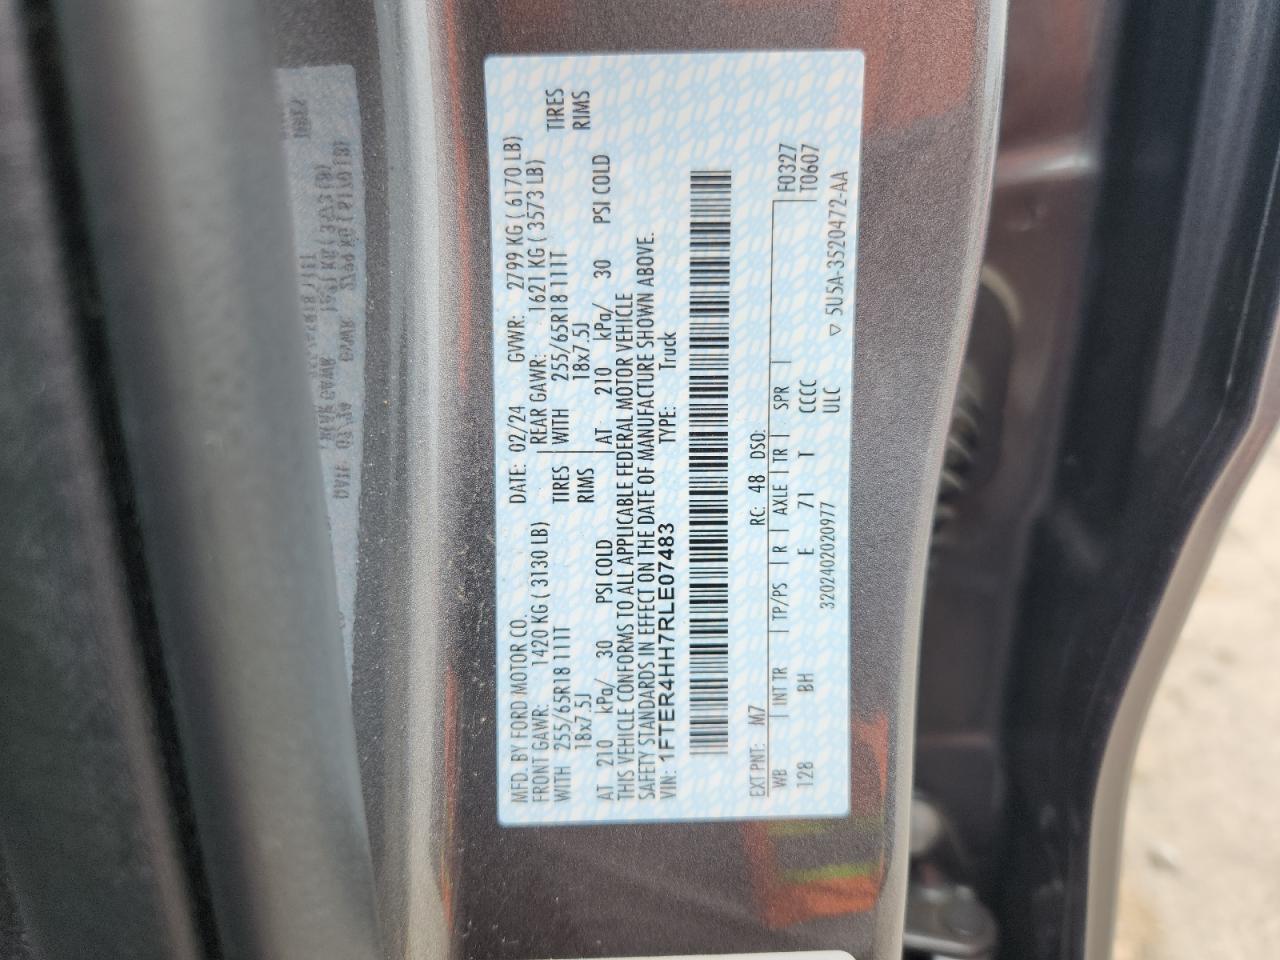 MFD. BY FORD MOTOR CO. DATE: 02/24 GVWR: 2799 KG ( 6170 LB)
FRONT GAWR: 1420 KG ( 3130 LB) REAR GAWR: 1621 KG ( 3573 LB)
WITH 255/65R18 111T TIRES WITH 255/65R18 111T TIRES
18x7.5J RIMS 18x7.5J RIMS
AT 210 kPa/ 30 PSI COLD AT 210 kPa/ 30 PSI COLD
THIS VEHICLE CONFORMS TO ALL APPLICABLE FEDERAL MOTOR VEHICLE
SAFETY STANDARDS IN EFFECT ON THE DATE OF MANUFACTURE SHOWN ABOVE.
VIN: 1FTER4HH7RLE07483 TYPE: Truck
EXT PNT: M7 RC: 48 DSO:
WB INT TR TP/PS R AXLE TR SPR F0327
128 BH E 71 T CCCC T0607
3202402020977 ULC
▽ 5U5A-3520472-AA